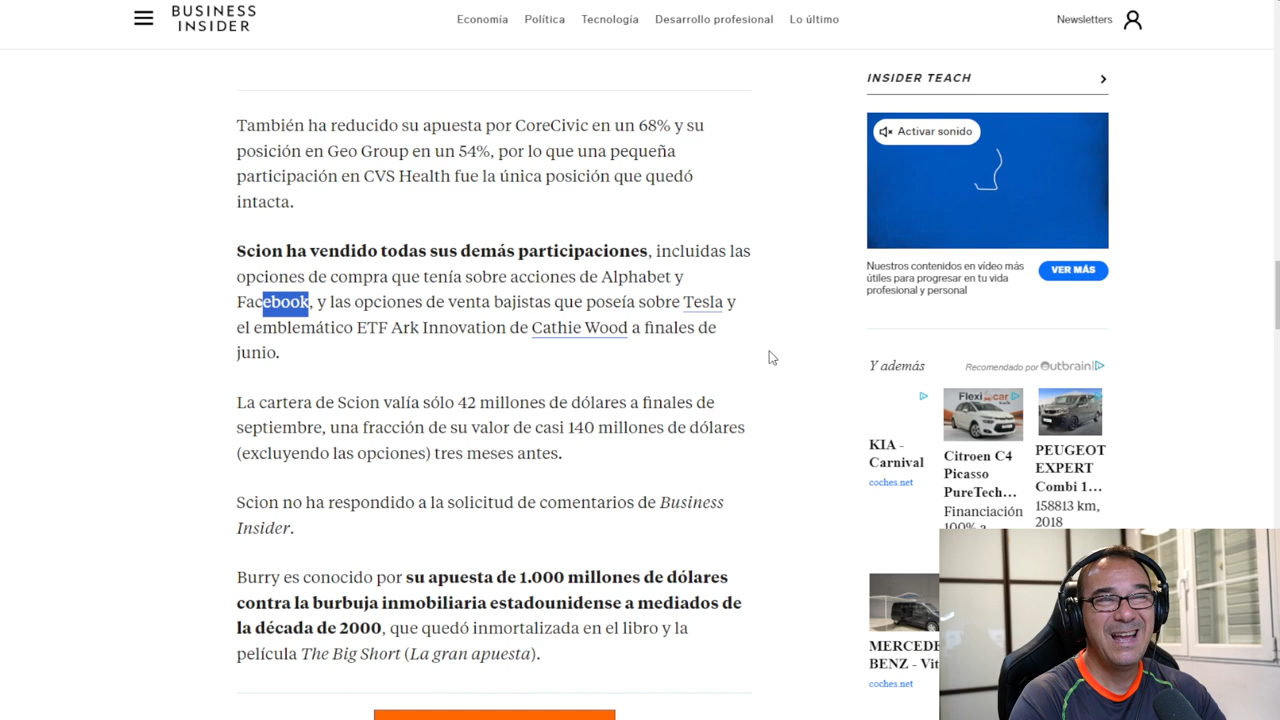 BUSINESS
INSIDER
Economía
Política
Tecnología
Desarrollo profesional
Lo último
Newsletters
También ha reducido su apuesta por CoreCivic en un 68% y su
posición en Geo Group en un 54%, por lo que una pequeña
participación en CVS Health fue la única posición que quedó
intacta.
Scion ha vendido todas sus demás participaciones, incluidas las
opciones de compra que tenía sobre acciones de Alphabet y
Facebook, y las opciones de venta bajistas que poseía sobre Tesla y
el emblemático ETF Ark Innovation de Cathie Wood a finales de
junio.
La cartera de Scion valía sólo 42 millones de dólares a finales de
septiembre, una fracción de su valor de casi 140 millones de dólares
(excluyendo las opciones) tres meses antes.
Scion no ha respondido a la solicitud de comentarios de Business
Insider.
Burry es conocido por su apuesta de 1.000 millones de dólares
contra la burbuja inmobiliaria estadounidense a mediados de
la década de 2000, que quedó inmortalizada en el libro y la
película The Big Short (La gran apuesta).
INSIDER TEACH
Activar sonido
Nuestros contenidos en vídeo más
útiles para progresar en tu vida
profesional y personal
VER MÁS
Y además
Recomendado por Outbrain
KIA -
Carnival
coches.net
Flexi car
Citroen C4
Picasso
PureTech...
Financiación
100% a
PEUGEOT
EXPERT
Combi 1...
158813 km,
2018
MERCEDE
BENZ - Vit
coches.net